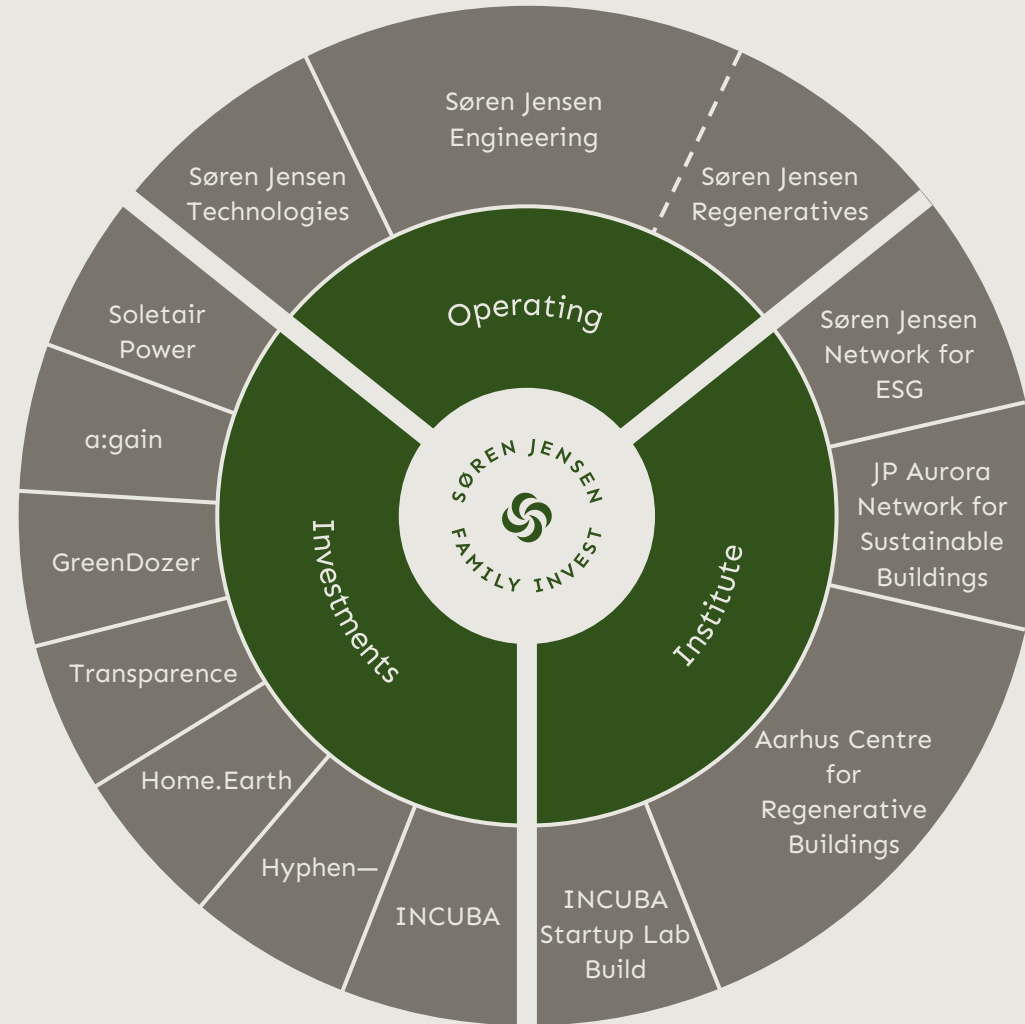 Søren Jensen
Engineering
Søren Jensen
Technologies
Søren Jensen
Regeneratives
Operating
Soletair
Power
a:gain
GreenDozer
Transparence
Home.Earth
Hyphen—
INCUBA
Investments
SØREN JENSEN
FAMILY INVEST
Institute
Søren Jensen
Network for
ESG
JP Aurora
Network for
Sustainable
Buildings
Aarhus Centre
for
Regenerative
Buildings
INCUBA
Startup Lab
Build